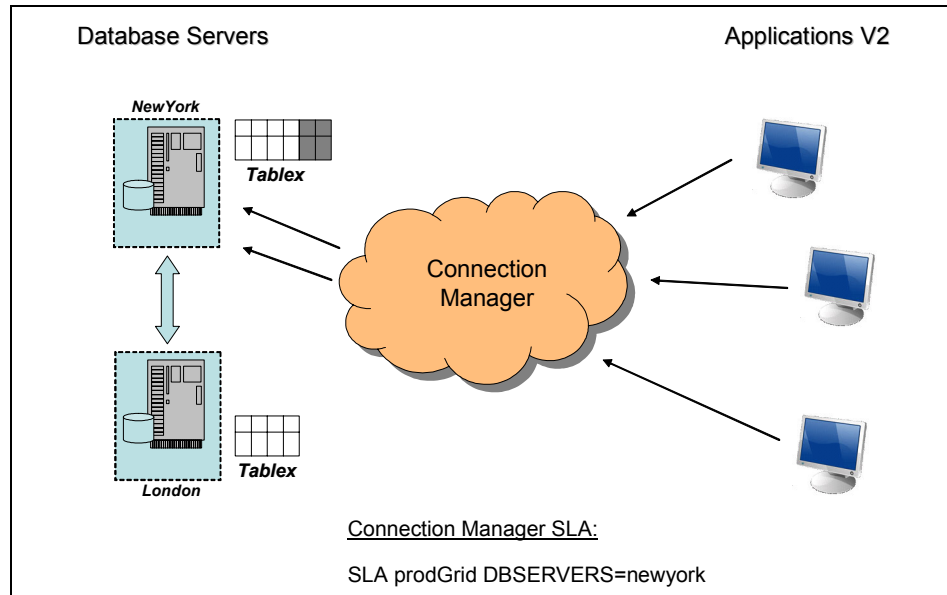 Database Servers
Applications V2
NewYork
Tablex
Connection
Manager
Tablex
London
Connection Manager SLA:
SLA prodGrid DBSERVERS=newyork